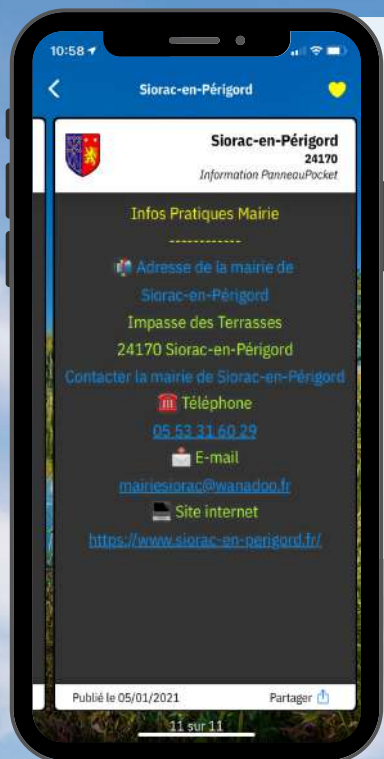 10:58
Siorac-en-Périgord
Siorac-en-Périgord
24170
Information PanneauPocket
Infos Pratiques Mairie
------------
Adresse de la mairie de
Siorac-en-Périgord
Impasse des Terrasses
24170 Siorac-en-Périgord
Contacter la mairie de Siorac-en-Périgord
Téléphone
05 53 31 60 29
E-mail
mairiesiorac@wanadoo.fr
Site internet
https://www.siorac-en-perigord.fr/
Publié le 05/01/2021 Partager
11 sur 11